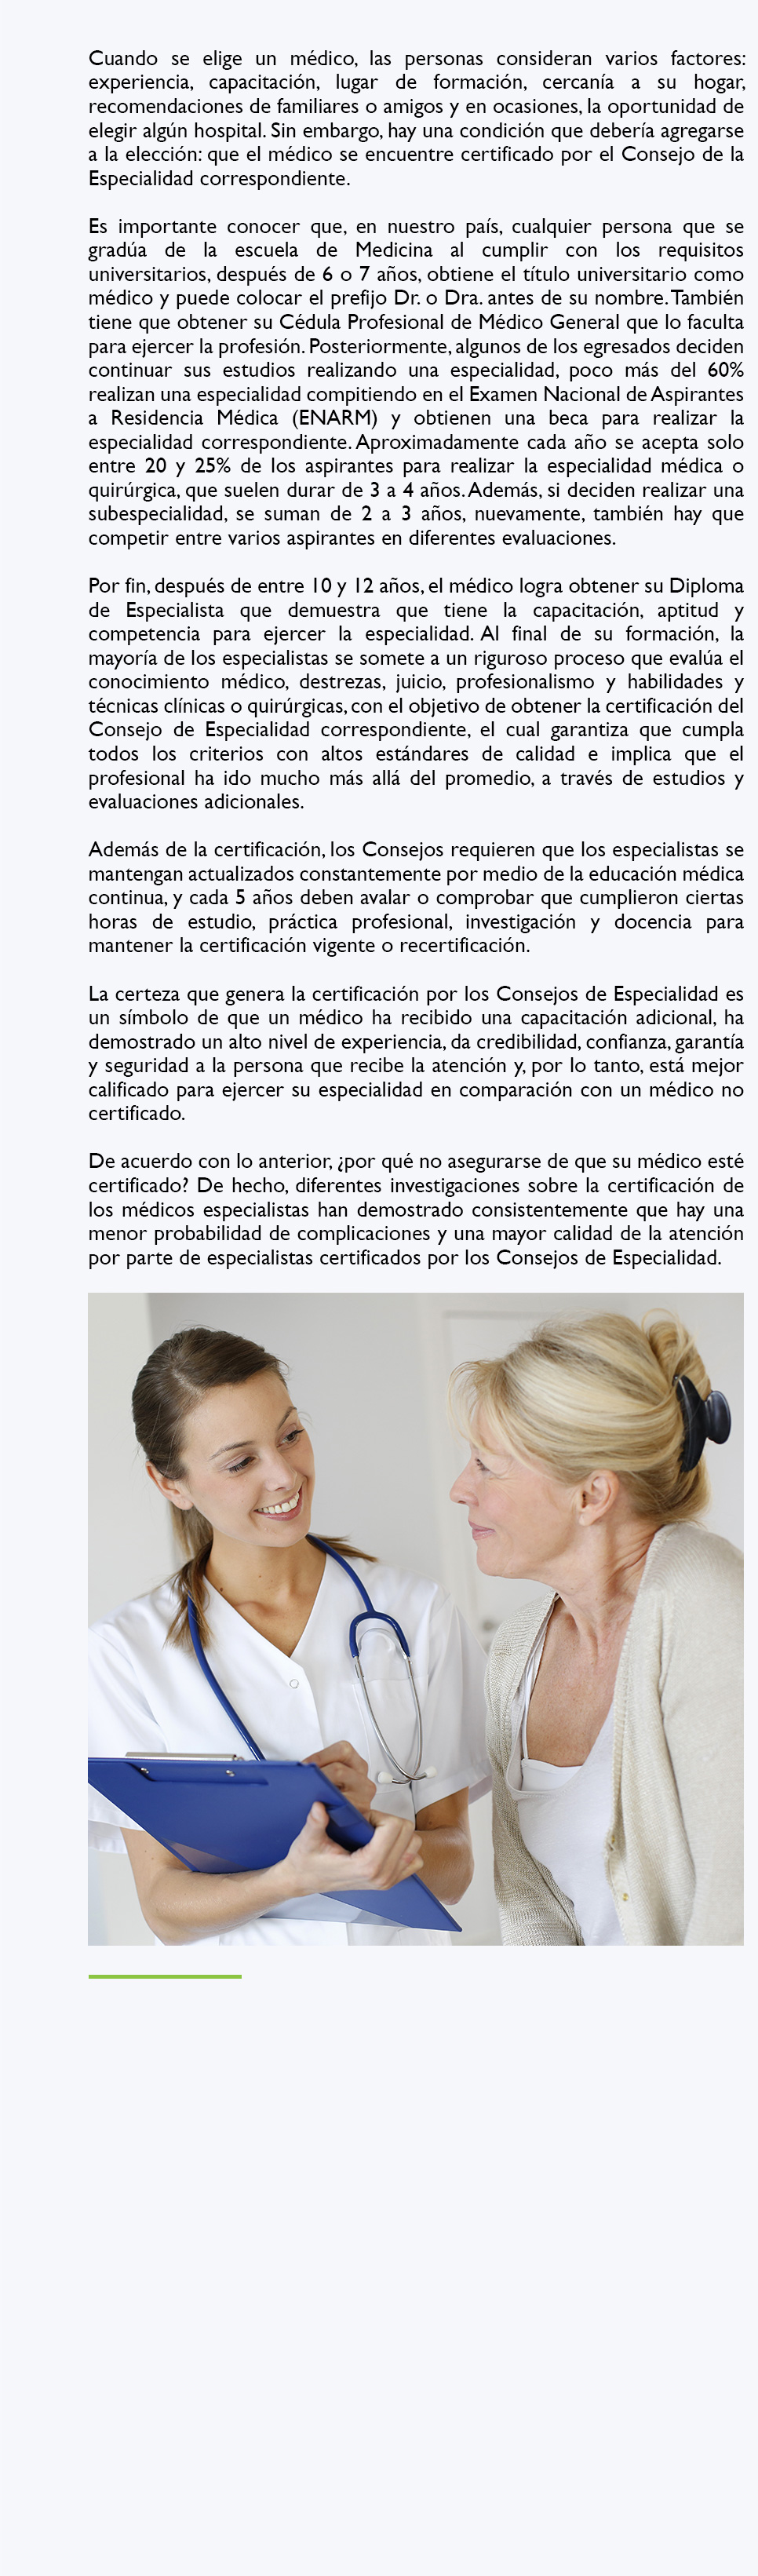 Cuando se elige un médico, las personas consideran varios factores:
experiencia, capacitación, lugar de formación, cercanía a su hogar,
recomendaciones de familiares o amigos y en ocasiones, la oportunidad de
elegir algún hospital. Sin embargo, hay una condición que debería agregarse
a la elección: que el médico se encuentre certificado por el Consejo de la
Especialidad correspondiente.
Es importante conocer que, en nuestro país, cualquier persona que se
gradúa de la escuela de Medicina al cumplir con los requisitos
universitarios, después de 6 o 7 años, obtiene el título universitario como
médico y puede colocar el prefijo Dr. o Dra. antes de su nombre. También
tiene que obtener su Cédula Profesional de Médico General que lo faculta
para ejercer la profesión. Posteriormente, algunos de los egresados deciden
continuar sus estudios realizando una especialidad, poco más del 60%
realizan una especialidad compitiendo en el Examen Nacional de Aspirantes
a Residencia Médica (ENARM) y obtienen una beca para realizar la
especialidad correspondiente. Aproximadamente cada año se acepta solo
entre 20 y 25% de los aspirantes para realizar la especialidad médica o
quirúrgica, que suelen durar de 3 a 4 años. Además, si deciden realizar una
subespecialidad, se suman de 2 a 3 años, nuevamente, también hay que
competir entre varios aspirantes en diferentes evaluaciones.
Por fin, después de entre 10 y 12 años, el médico logra obtener su Diploma
de Especialista que demuestra que tiene la capacitación, aptitud y
competencia para ejercer la especialidad. Al final de su formación, la
mayoría de los especialistas se somete a un riguroso proceso que evalúa el
conocimiento médico, destrezas, juicio, profesionalismo y habilidades y
técnicas clínicas o quirúrgicas, con el objetivo de obtener la certificación del
Consejo de Especialidad correspondiente, el cual garantiza que cumpla
todos los criterios con altos estándares de calidad e implica que el
profesional ha ido mucho más allá del promedio, a través de estudios y
evaluaciones adicionales.
Además de la certificación, los Consejos requieren que los especialistas se
mantengan actualizados constantemente por medio de la educación médica
continua, y cada 5 años deben avalar o comprobar que cumplieron ciertas
horas de estudio, práctica profesional, investigación y docencia para
mantener la certificación vigente o recertificación.
La certeza que genera la certificación por los Consejos de Especialidad es
un símbolo de que un médico ha recibido una capacitación adicional, ha
demostrado un alto nivel de experiencia, da credibilidad, confianza, garantía
y seguridad a la persona que recibe la atención y, por lo tanto, está mejor
calificado para ejercer su especialidad en comparación con un médico no
certificado.
De acuerdo con lo anterior, ¿por qué no asegurarse de que su médico esté
certificado? De hecho, diferentes investigaciones sobre la certificación de
los médicos especialistas han demostrado consistentemente que hay una
menor probabilidad de complicaciones y una mayor calidad de la atención
por parte de especialistas certificados por los Consejos de Especialidad.